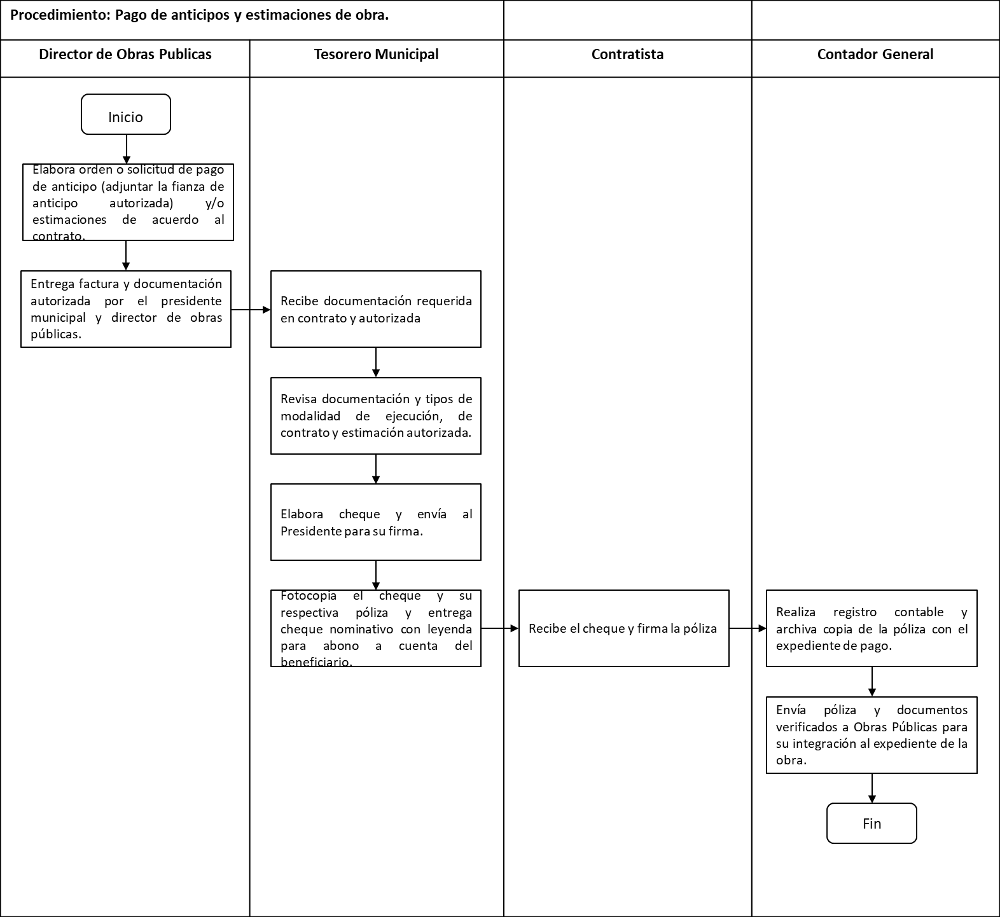 Procedimiento: Pago de anticipos y estimaciones de obra.
Director de Obras Publicas
Tesorero Municipal
Contratista
Contador General
Inicio
Elabora orden o solicitud de pago
de anticipo (adjuntar la fianza de
anticipo autorizada) y/o
estimaciones de acuerdo al
contrato.
Entrega factura y documentación
autorizada por el presidente
municipal y director de obras
públicas.
Recibe documentación requerida
en contrato y autorizada
Revisa documentación y tipos de
modalidad de ejecución, de
contrato y estimación autorizada.
Elabora cheque y envía al
Presidente para su firma.
Fotocopia el cheque y su
respectiva póliza y entrega
cheque nominativo con leyenda
para abono a cuenta del
beneficiario.
Recibe el cheque y firma la póliza
Realiza registro contable y
archiva copia de la póliza con el
expediente de pago.
Envía póliza y documentos
verificados a Obras Públicas para
su integración al expediente de la
obra.
Fin